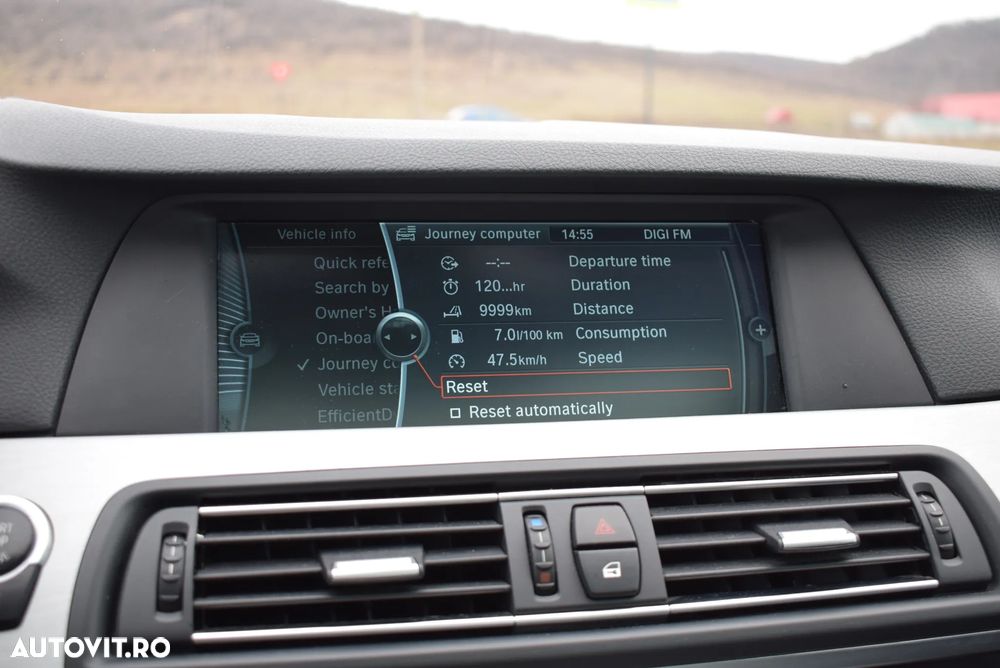 Vehicle info
Journey computer
14:55
DIGI FM
Quick refe
Search by
Owner's H
On-boa
✓ Journey co
Vehicle sta
EfficientD
--:-- Departure time
120...hr Duration
9999km Distance
7.0l/100 km Consumption
47.5km/h Speed
Reset
Reset automatically
AUTOVIT.RO